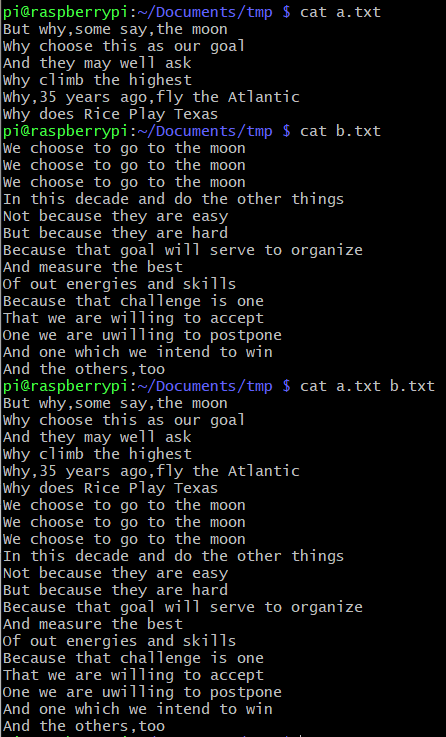 pi@raspberrypi:~/Documents/tmp $ cat a.txt
But why,some say,the moon
Why choose this as our goal
And they may well ask
Why climb the highest
Why,35 years ago,fly the Atlantic
Why does Rice Play Texas
pi@raspberrypi:~/Documents/tmp $ cat b.txt
We choose to go to the moon
We choose to go to the moon
We choose to go to the moon
In this decade and do the other things
Not because they are easy
But because they are hard
Because that goal will serve to organize
And measure the best
Of out energies and skills
Because that challenge is one
That we are willing to accept
One we are uwilling to postpone
And one which we intend to win
And the others,too
pi@raspberrypi:~/Documents/tmp $ cat a.txt b.txt
But why,some say,the moon
Why choose this as our goal
And they may well ask
Why climb the highest
Why,35 years ago,fly the Atlantic
Why does Rice Play Texas
We choose to go to the moon
We choose to go to the moon
We choose to go to the moon
In this decade and do the other things
Not because they are easy
But because they are hard
Because that goal will serve to organize
And measure the best
Of out energies and skills
Because that challenge is one
That we are willing to accept
One we are uwilling to postpone
And one which we intend to win
And the others,too